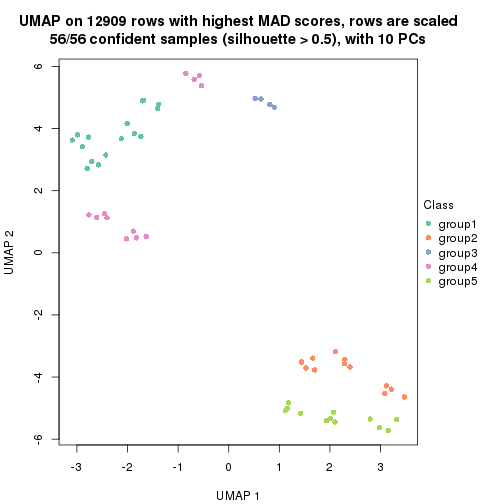 UMAP on 12909 rows with highest MAD scores, rows are scaled
56/56 confident samples (silhouette > 0.5), with 10 PCs
6
4
2
0
-2
-4
-6
UMAP 2
-3
-2
-1
0
1
2
3
UMAP 1
Class
group1
group2
group3
group4
group5